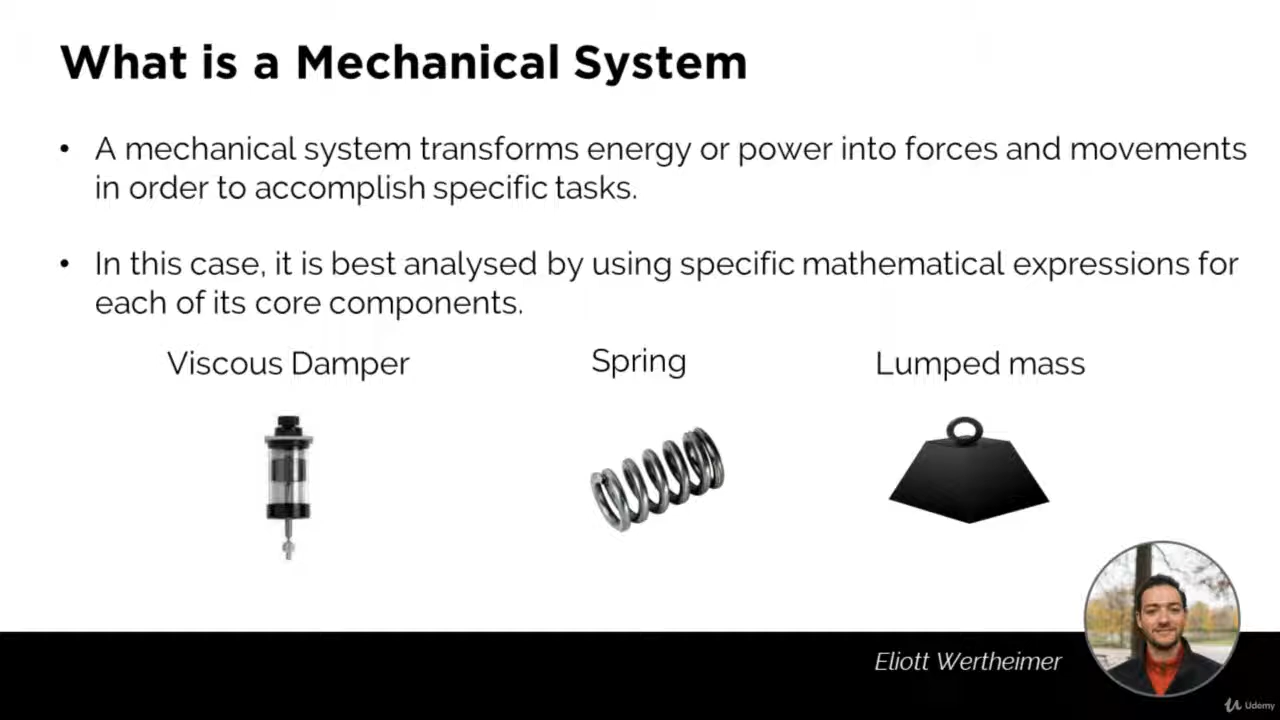 What is a Mechanical System
• A mechanical system transforms energy or power into forces and movements
in order to accomplish specific tasks.
• In this case, it is best analysed by using specific mathematical expressions for
each of its core components.
Viscous Damper
Spring
Lumped mass
Eliott Wertheimer
Udemy